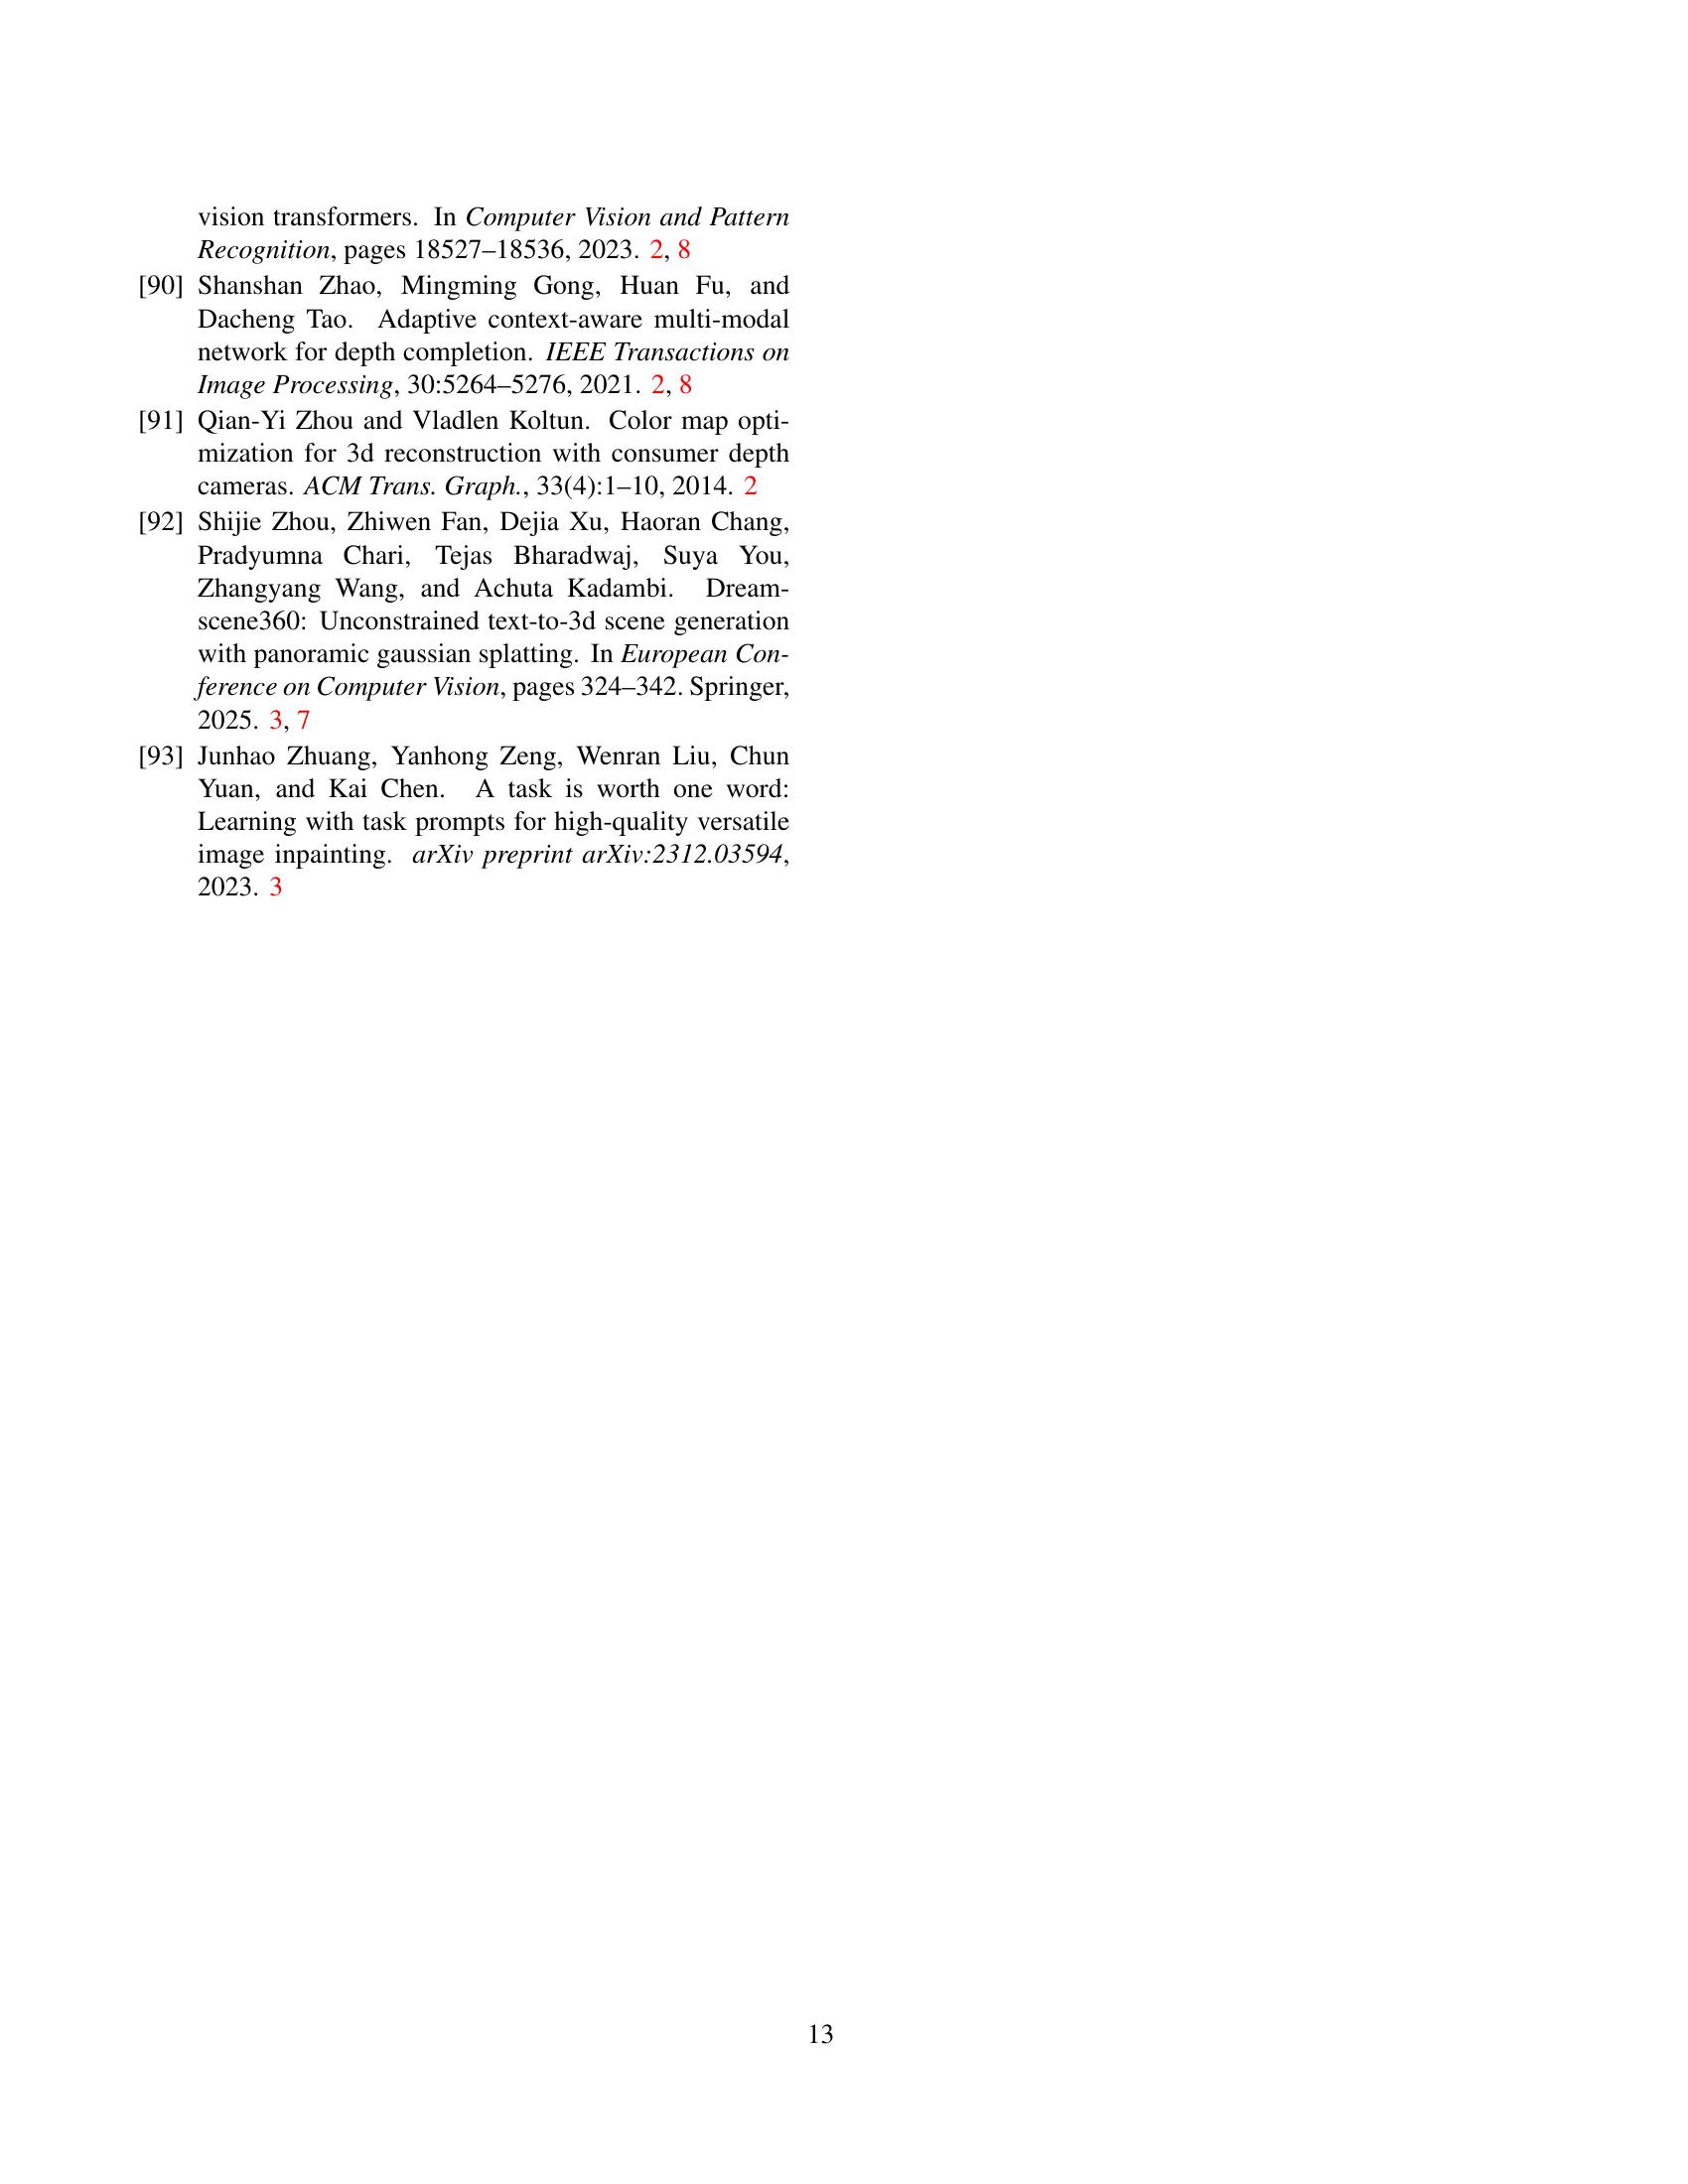 vision transformers. In Computer Vision and Pattern
Recognition, pages 18527–18536, 2023. 2, 8
[90] Shanshan Zhao, Mingming Gong, Huan Fu, and
Dacheng Tao. Adaptive context-aware multi-modal
network for depth completion. IEEE Transactions on
Image Processing, 30:5264–5276, 2021. 2, 8
[91] Qian-Yi Zhou and Vladlen Koltun. Color map opti-
mization for 3d reconstruction with consumer depth
cameras. ACM Trans. Graph., 33(4):1–10, 2014. 2
[92] Shijie Zhou, Zhiwen Fan, Dejia Xu, Haoran Chang,
Pradyumna Chari, Tejas Bharadwaj, Suya You,
Zhangyang Wang, and Achuta Kadambi. Dream-
scene360: Unconstrained text-to-3d scene generation
with panoramic gaussian splatting. In European Con-
ference on Computer Vision, pages 324–342. Springer,
2025. 3, 7
[93] Junhao Zhuang, Yanhong Zeng, Wenran Liu, Chun
Yuan, and Kai Chen. A task is worth one word:
Learning with task prompts for high-quality versatile
image inpainting. arXiv preprint arXiv:2312.03594,
2023. 3
13